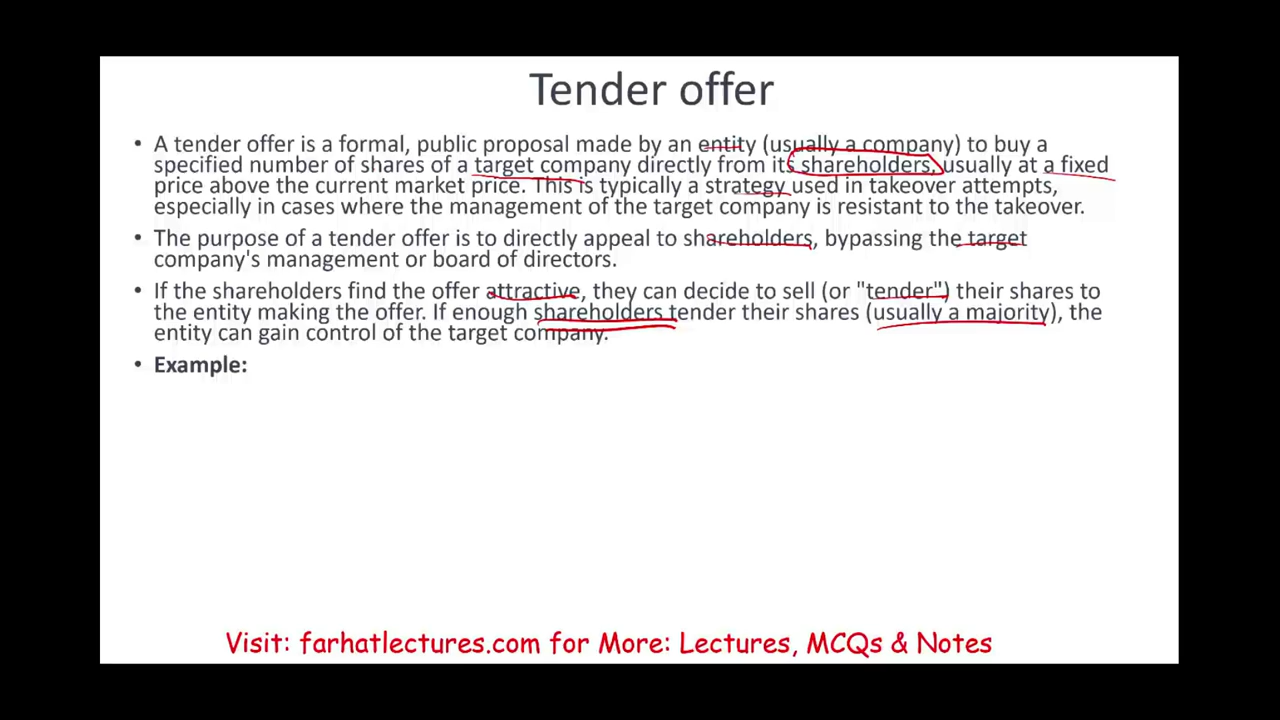 Tender offer
• A tender offer is a formal, public proposal made by an entity (usually a company) to buy a
specified number of shares of a target company directly from its shareholders, usually at a fixed
price above the current market price. This is typically a strategy used in takeover attempts,
especially in cases where the management of the target company is resistant to the takeover.
• The purpose of a tender offer is to directly appeal to shareholders, bypassing the target
company's management or board of directors.
• If the shareholders find the offer attractive, they can decide to sell (or "tender") their shares to
the entity making the offer. If enough shareholders tender their shares (usually a majority), the
entity can gain control of the target company.
• Example:
Visit: farhatlectures.com for More: Lectures, MCQs & Notes